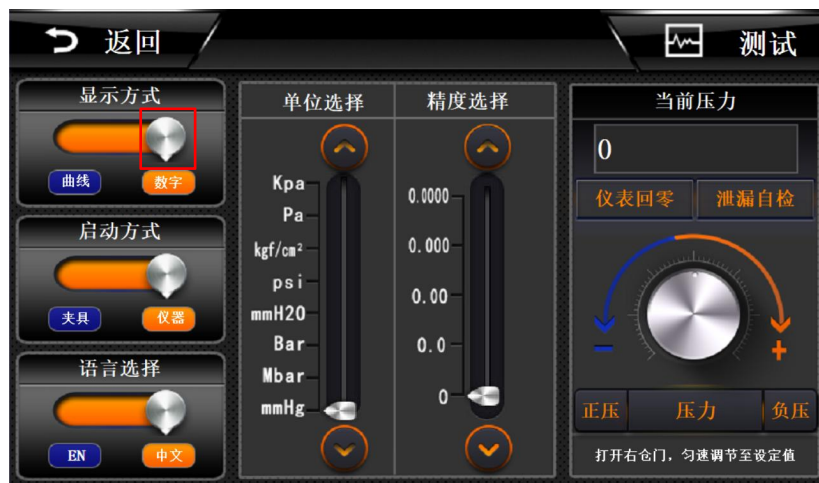 返回
测试
显示方式
曲线
数字
启动方式
夹具
仪器
语言选择
EN
中文
单位选择
Kpa
Pa
kgf/cm²
psi
mmH20
Bar
Mbar
mmHg
精度选择
0.0000
0.000
0.00
0.0
0
当前压力
0
仪表回零
泄漏自检
−
+
正压
压力
负压
打开右仓门，匀速调节至设定值